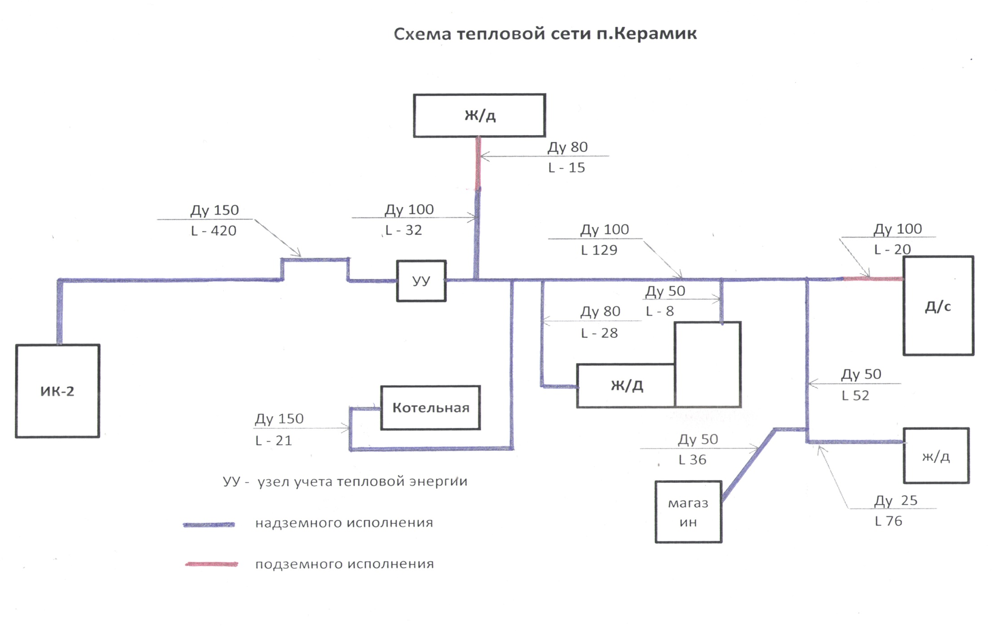 Схема тепловой сети п.Керамик
Ж/д
Ду 80
L - 15
Ду 150
L - 420
Ду 100
L - 32
Ду 100
L 129
Ду 100
L - 20
УУ
Ду 50
L - 8
Ду 80
L - 28
Д/с
ИК-2
Ж/Д
Ду 50
L 52
Котельная
Ду 150
L - 21
Ду 50
L 36
ж/д
УУ - узел учета тепловой энергии
магаз
ин
Ду 25
L 76
надземного исполнения
подземного исполнения